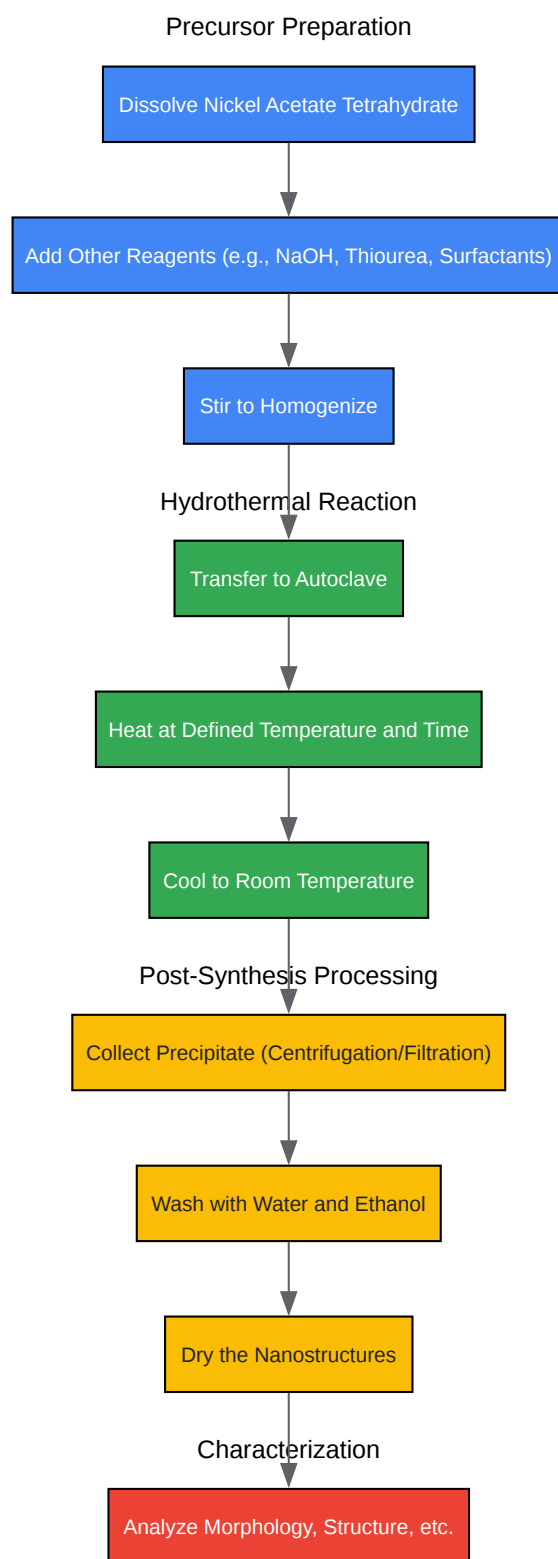 Precursor Preparation
Dissolve Nickel Acetate Tetrahydrate
Add Other Reagents (e.g., NaOH, Thiourea, Surfactants)
Stir to Homogenize
Hydrothermal Reaction
Transfer to Autoclave
Heat at Defined Temperature and Time
Cool to Room Temperature
Post-Synthesis Processing
Collect Precipitate (Centrifugation/Filtration)
Wash with Water and Ethanol
Dry the Nanostructures
Characterization
Analyze Morphology, Structure, etc.